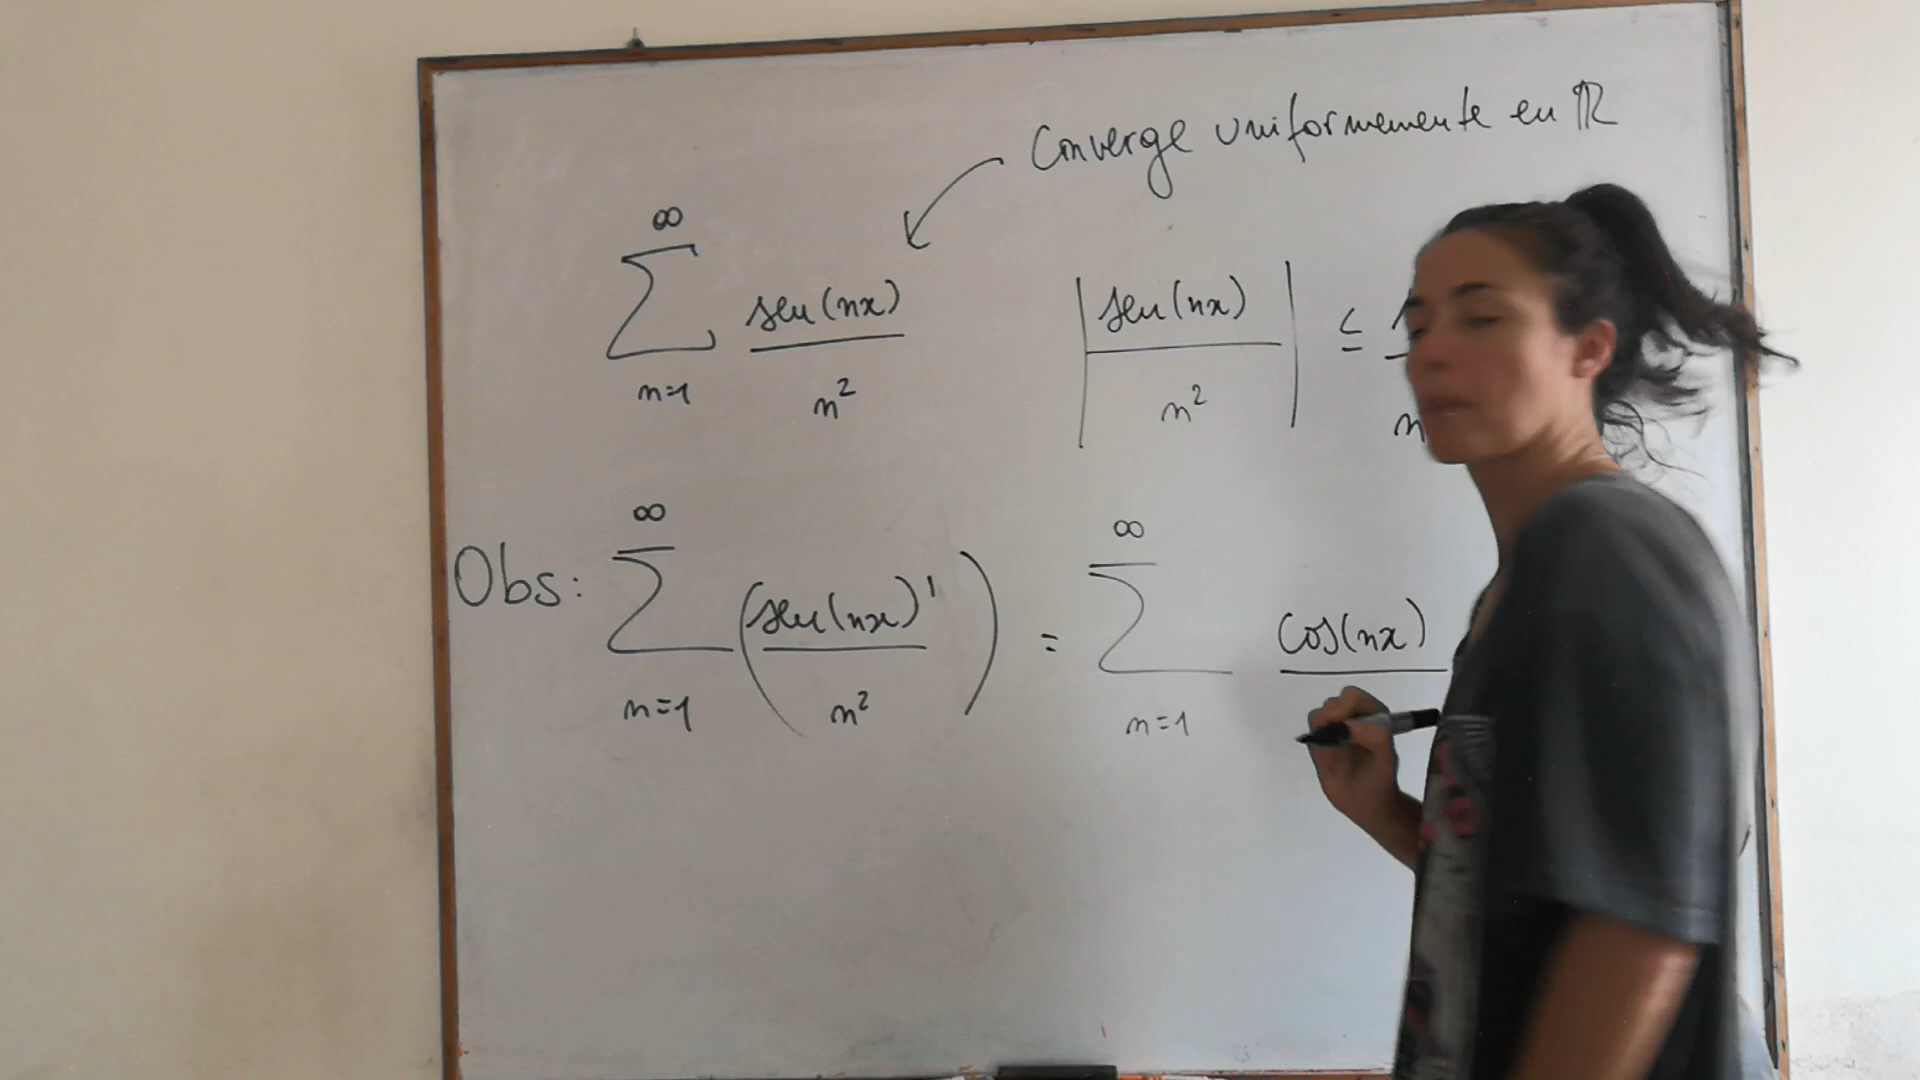 Converge uniformemente en ℝ
∞ ∑ n=1 sen(nx) / n² | sen(nx) / n² | ≤
Obs: ∞ ∑ n=1 ( sen(nx)' / n² ) = ∞ ∑ n=1 cos(nx)